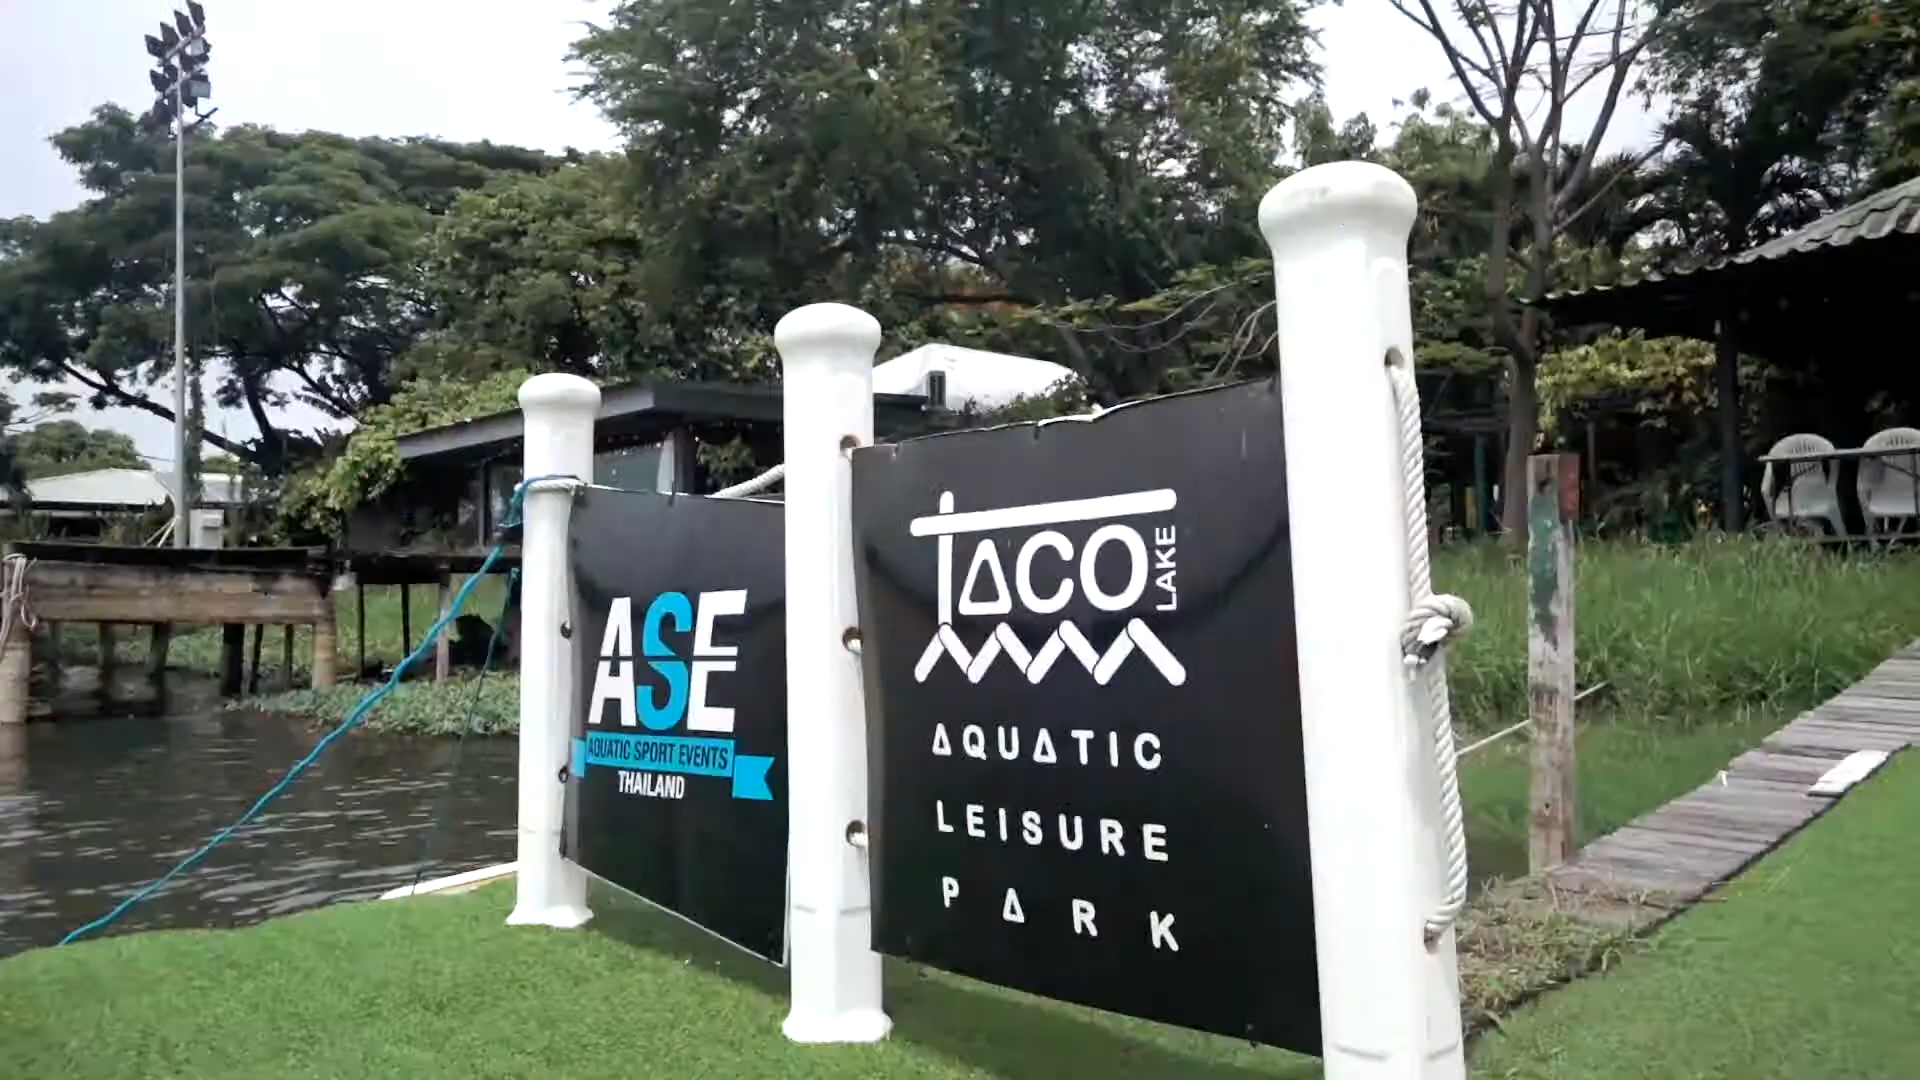 ASE
AQUATIC SPORT EVENTS
THAILAND
TACO
LAKE
AQUATIC
LEISURE
PARK